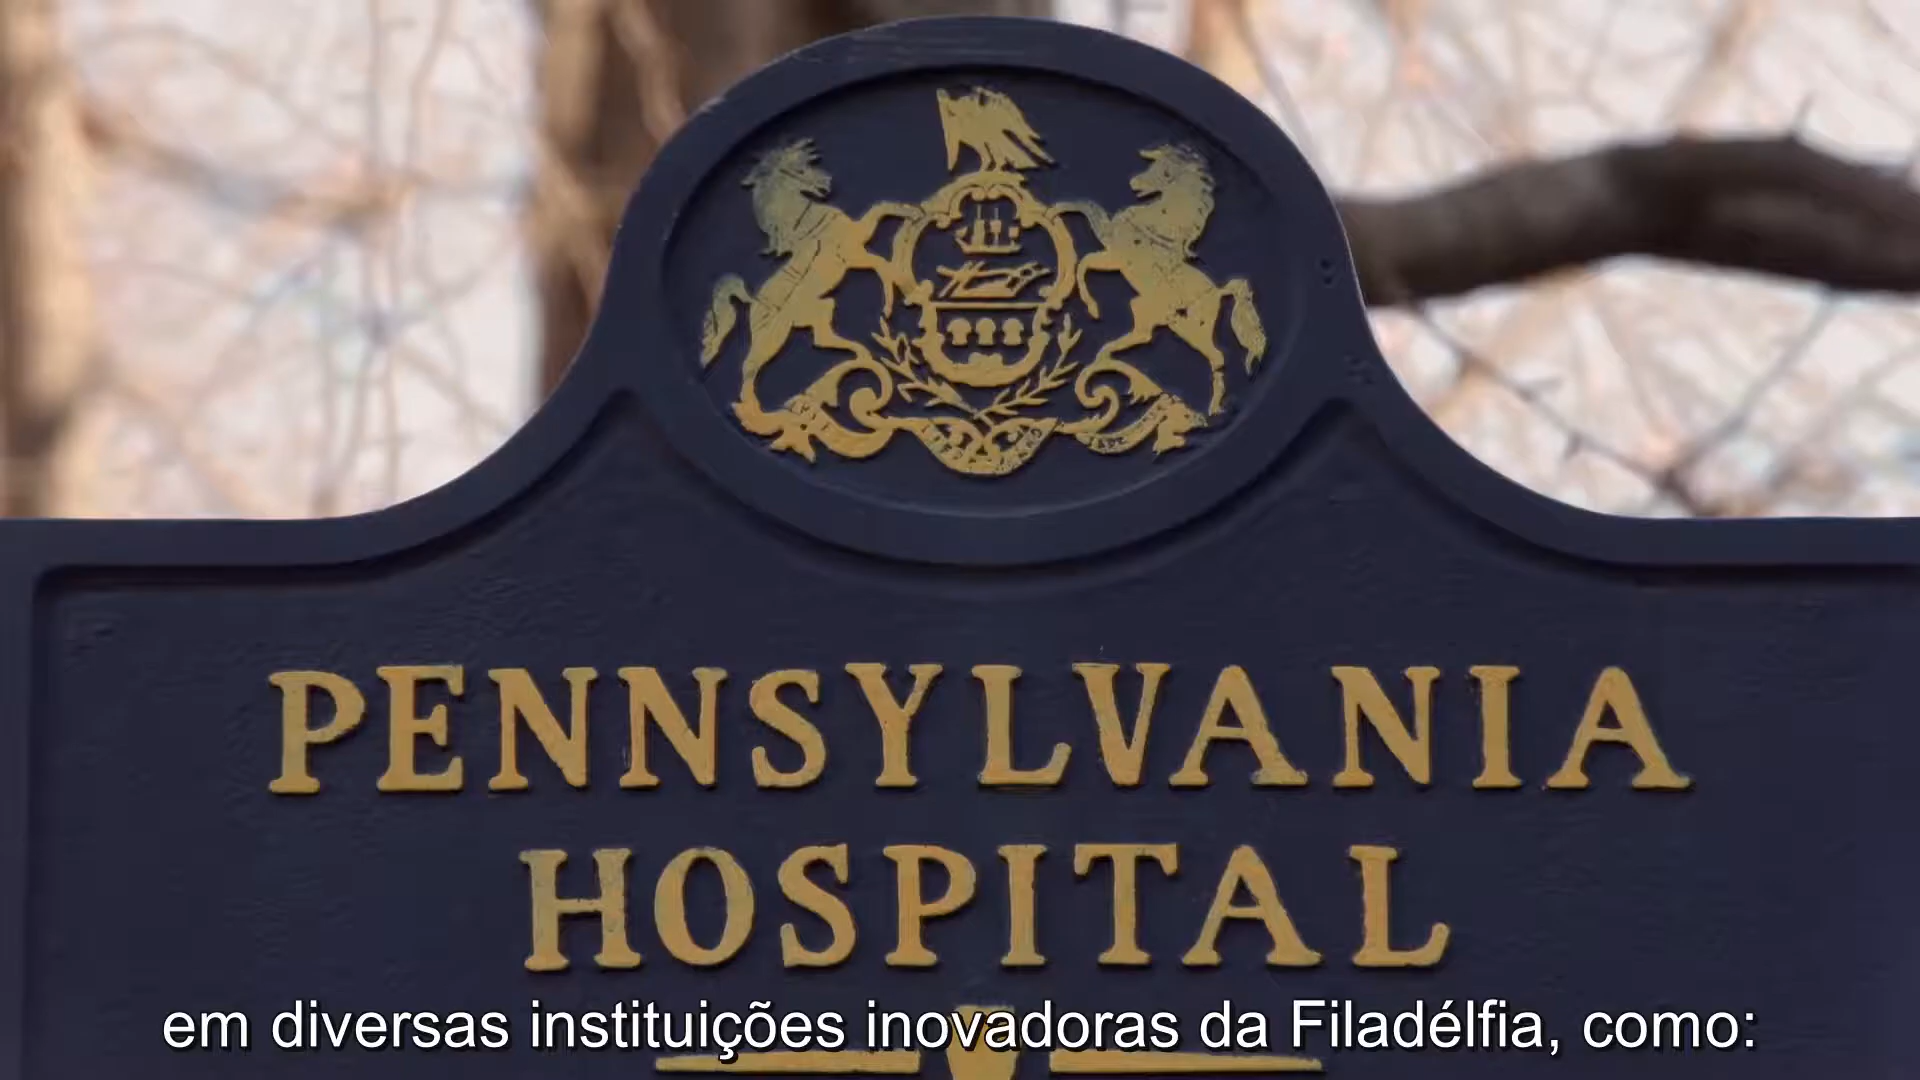 PENNSYLVANIA
HOSPITAL
em diversas instituições inovadoras da Filadélfia, como: